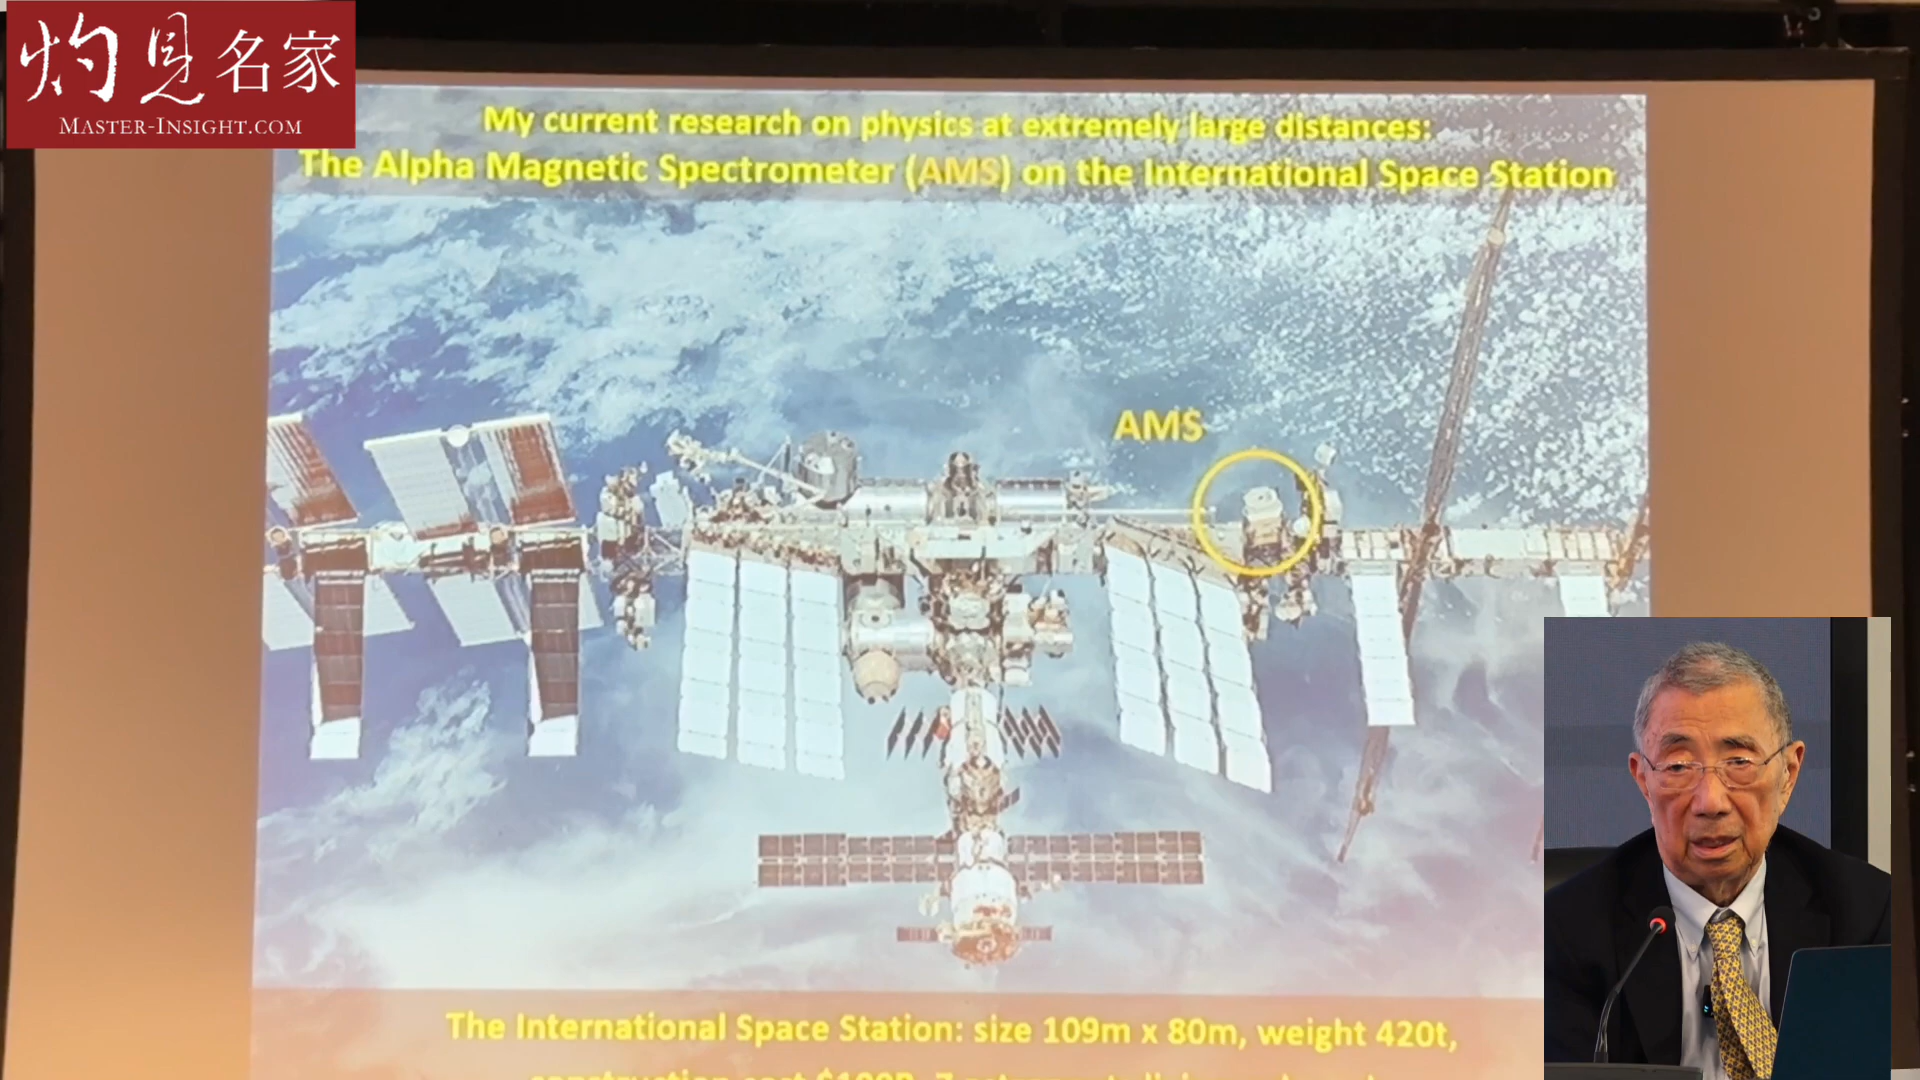 灼見名家
MASTER-INSIGHT.COM
My current research on physics at extremely large distances:
The Alpha Magnetic Spectrometer (AMS) on the International Space Station
AMS
The International Space Station: size 109m x 80m, weight 420t,